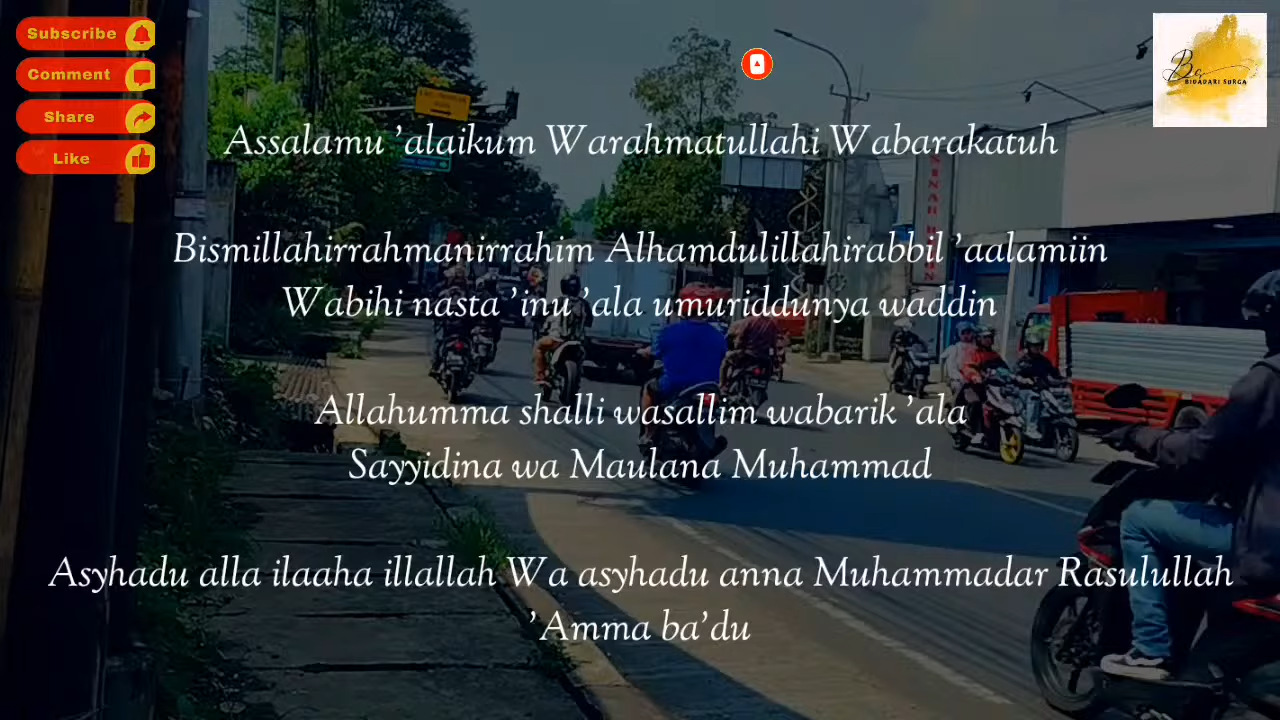 Subscribe
Comment
Share
Like
BIDADARI SURGA
Assalamu 'alaikum Warahmatullahi Wabarakatuh
Bismillahirrahmanirrahim Alhamdulillahirabbil 'aalamiin
Wabihi nasta 'inu 'ala umuriddunya waddin
Allahumma shalli wasallim wabarik 'ala
Sayyidina wa Maulana Muhammad
Asyhadu alla ilaaha illallah Wa asyhadu anna Muhammadar Rasulullah
'Amma ba'du